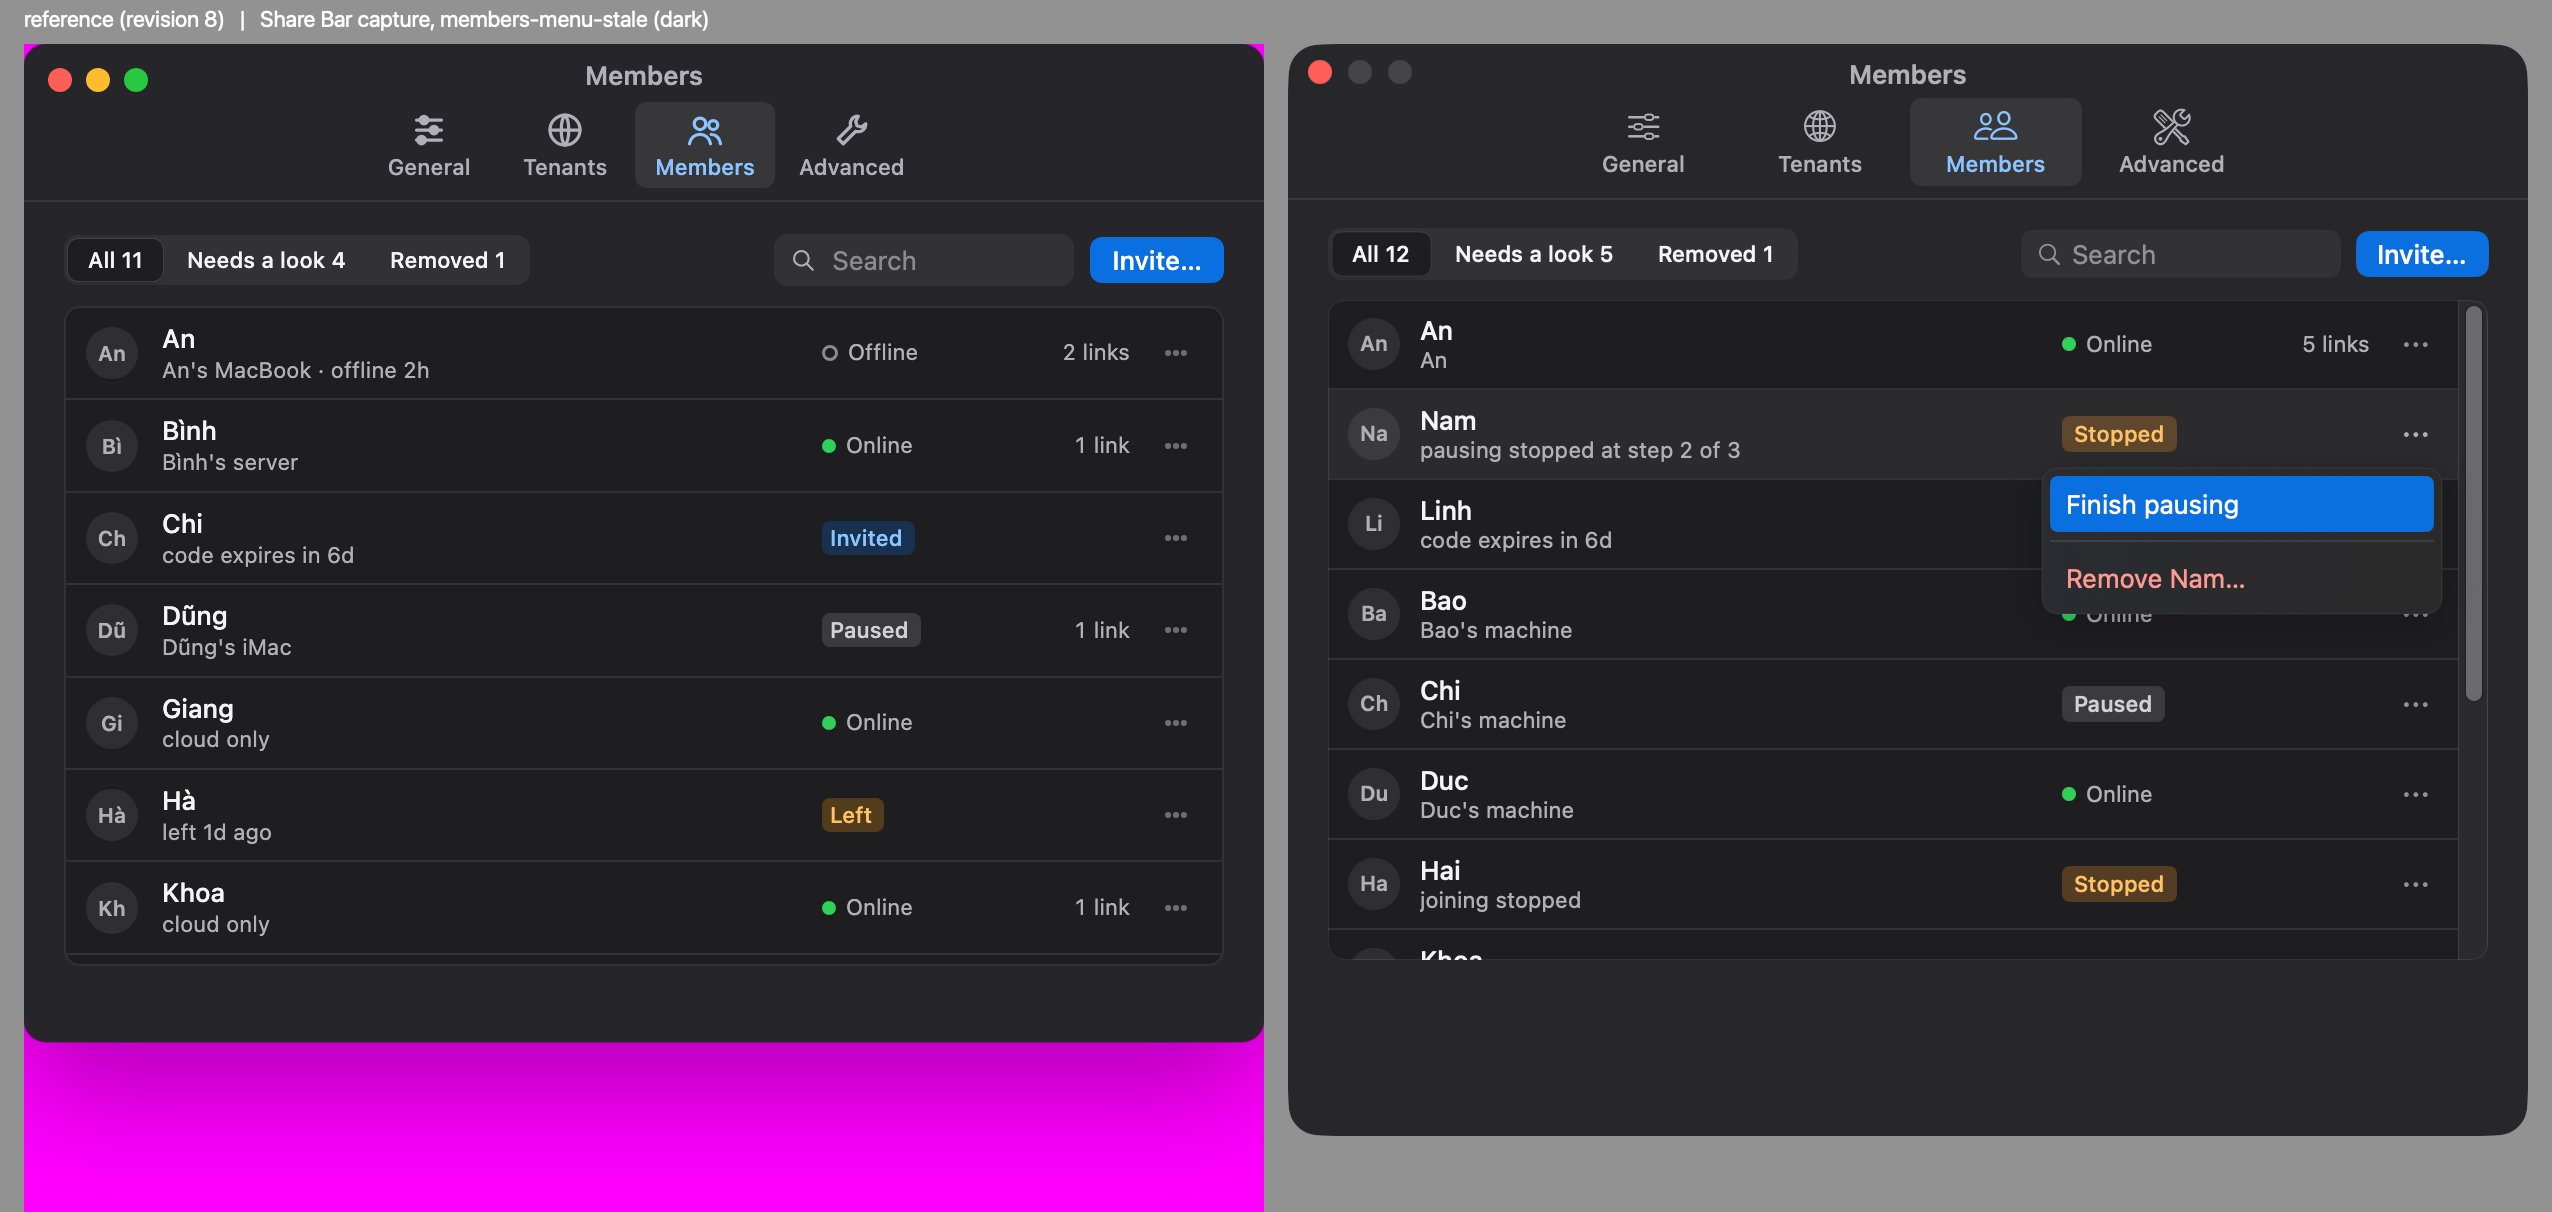 reference (revision 8) | Share Bar capture, members-menu-stale (dark)
Members
General
Tenants
Members
Advanced
All 11
Needs a look 4
Removed 1
Search
Invite...
An
An
An's MacBook · offline 2h
Offline
2 links
Bì
Bình
Bình's server
Online
1 link
Ch
Chi
code expires in 6d
Invited
Dũ
Dũng
Dũng's iMac
Paused
1 link
Gi
Giang
cloud only
Online
Hà
Hà
left 1d ago
Left
Kh
Khoa
cloud only
Online
1 link
Members
General
Tenants
Members
Advanced
All 12
Needs a look 5
Removed 1
Search
Invite...
An
An
An
Online
5 links
Na
Nam
pausing stopped at step 2 of 3
Stopped
Finish pausing
Remove Nam...
Li
Linh
code expires in 6d
Ba
Bao
Bao's machine
Online
Ch
Chi
Chi's machine
Paused
Du
Duc
Duc's machine
Online
Ha
Hai
joining stopped
Stopped
Khoa